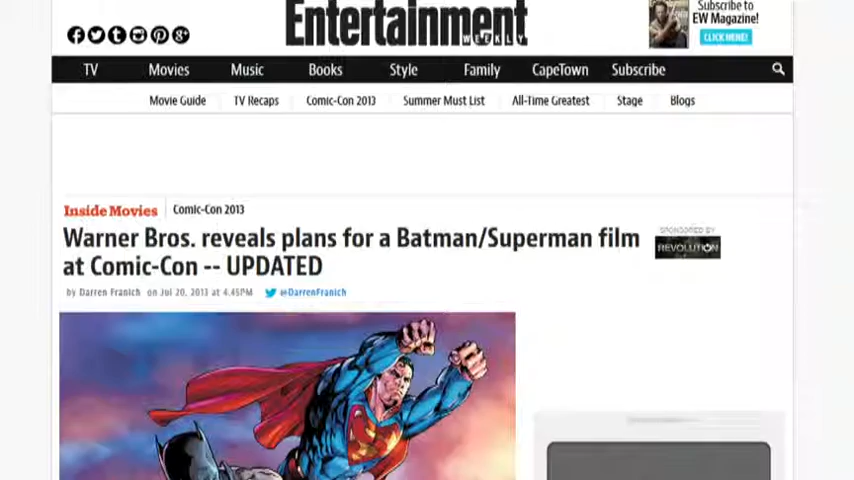 Entertainment
WEEKLY
Subscribe to
EW Magazine!
CLICK HERE!
TV Movies Music Books Style Family CapeTown Subscribe
Movie Guide TV Recaps Comic-Con 2013 Summer Must List All-Time Greatest Stage Blogs
Inside Movies Comic-Con 2013
Warner Bros. reveals plans for a Batman/Superman film
at Comic-Con -- UPDATED
SPONSORED BY
REVOLUTION
by Darren Franich on Jul 20, 2013 at 4:45PM @DarrenFranich